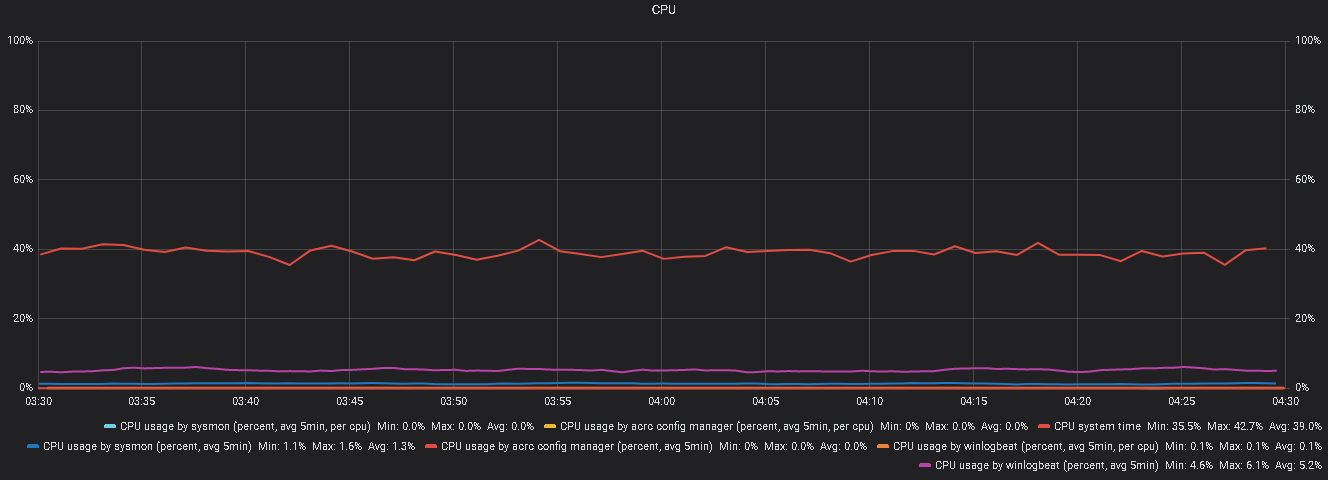 CPU
100% 100%
80% 80%
60% 60%
40% 40%
20% 20%
0% 0%
03:30 03:35 03:40 03:45 03:50 03:55 04:00 04:05 04:10 04:15 04:20 04:25 04:30
CPU usage by sysmon (percent, avg 5min, per cpu) Min: 0.0% Max: 0.0% Avg: 0.0% CPU usage by acrc config manager (percent, avg 5min, per cpu) Min: 0% Max: 0.0% Avg: 0.0% CPU system time Min: 35.5% Max: 42.7% Avg: 39.0%
CPU usage by sysmon (percent, avg 5min) Min: 1.1% Max: 1.6% Avg: 1.3% CPU usage by acrc config manager (percent, avg 5min) Min: 0% Max: 0.0% Avg: 0.0% CPU usage by winlogbeat (percent, avg 5min, per cpu) Min: 0.1% Max: 0.1% Avg: 0.1%
CPU usage by winlogbeat (percent, avg 5min) Min: 4.6% Max: 6.1% Avg: 5.2%